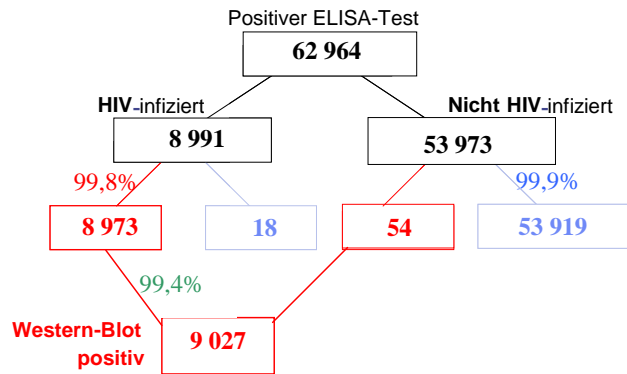 Positiver ELISA-Test
62 964
HIV-infiziert
Nicht HIV-infiziert
8 991
53 973
99,8%
99,9%
8 973
18
54
53 919
99,4%
Western-Blot
positiv
9 027